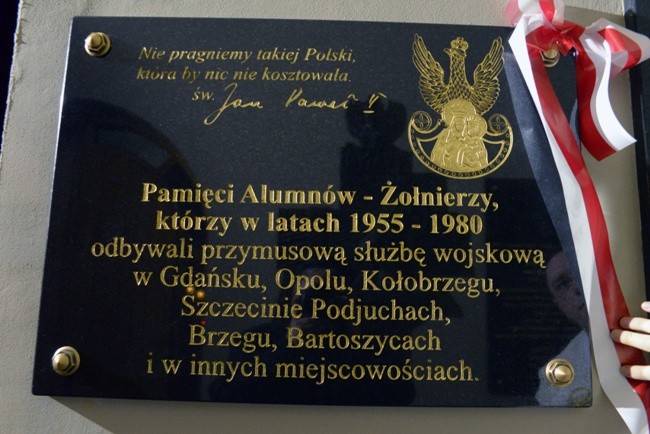 Nie pragniemy takiej Polski,
która by nic nie kosztowała.
św. Jan Paweł II
Pamięci Alumnów - Żołnierzy,
którzy w latach 1955 - 1980
odbywali przymusową służbę wojskową
w Gdańsku, Opolu, Kołobrzegu,
Szczecinie Podjuchach,
Brzegu, Bartoszycach
i w innych miejscowościach.